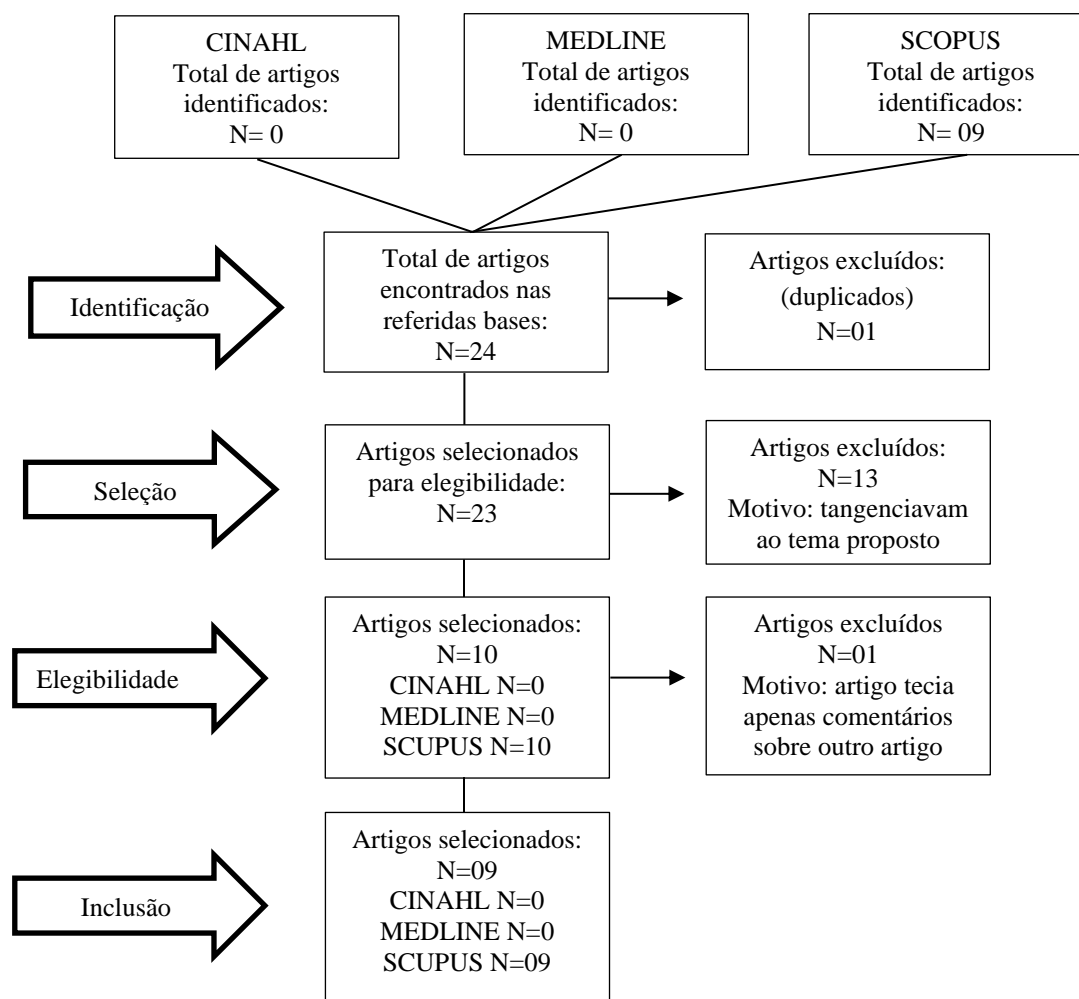 CINAHL
Total de artigos
identificados:
N= 0
MEDLINE
Total de artigos
identificados:
N= 0
SCOPUS
Total de artigos
identificados:
N= 09
Identificação
Total de artigos
encontrados nas
referidas bases:
N=24
Artigos excluídos:
(duplicados)
N=01
Seleção
Artigos selecionados
para elegibilidade:
N=23
Artigos excluídos:
N=13
Motivo: tangenciavam
ao tema proposto
Elegibilidade
Artigos selecionados:
N=10
CINAHL N=0
MEDLINE N=0
SCUPUS N=10
Artigos excluídos
N=01
Motivo: artigo tecia
apenas comentários
sobre outro artigo
Inclusão
Artigos selecionados:
N=09
CINAHL N=0
MEDLINE N=0
SCUPUS N=09